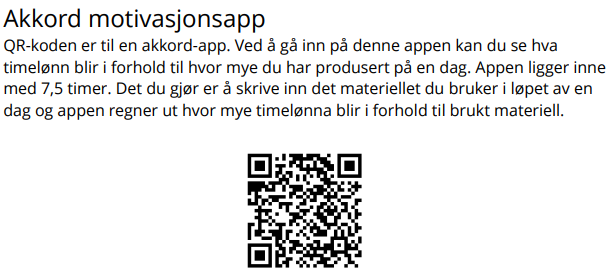 Akkord motivasjonsapp
QR-koden er til en akkord-app. Ved å gå inn på denne appen kan du se hva
timelønn blir i forhold til hvor mye du har produsert på en dag. Appen ligger inne
med 7,5 timer. Det du gjør er å skrive inn det materiellet du bruker i løpet av en
dag og appen regner ut hvor mye timelønna blir i forhold til brukt materiell.